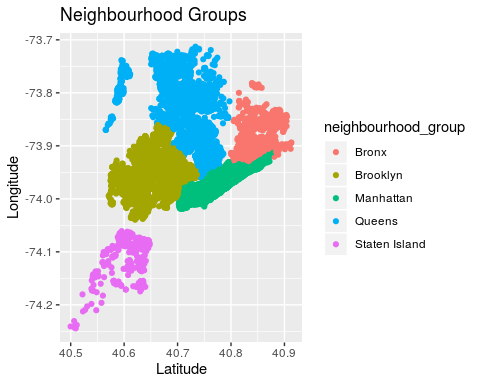 Neighbourhood Groups
-73.7
-73.8
-73.9
-74.0
-74.1
-74.2
Longitude
40.5 40.6 40.7 40.8 40.9
Latitude
neighbourhood_group
Bronx
Brooklyn
Manhattan
Queens
Staten Island